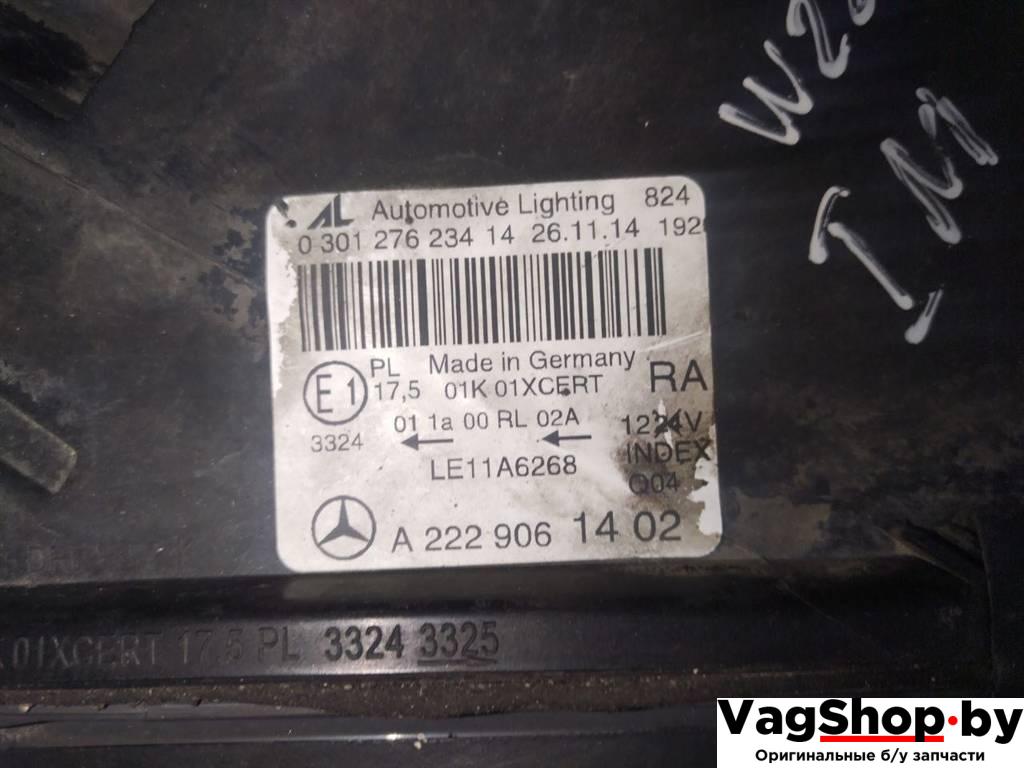 AL Automotive Lighting 824
0 301 276 234 14 26.11.14 192
E1 PL 17,5 Made in Germany
01K 01XCERT RA
01 1a 00 RL 02A
3324
LE11A6268
INDEX
Q04
A 222 906 14 02
01XCERT 17.5 PL 3324 3325
VagShop.by
Оригинальные б/у запчасти